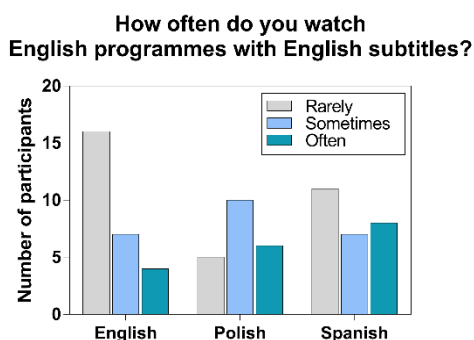 How often do you watch
English programmes with English subtitles?
20
15
10
5
0
Number of participants
Rarely
Sometimes
Often
English Polish Spanish